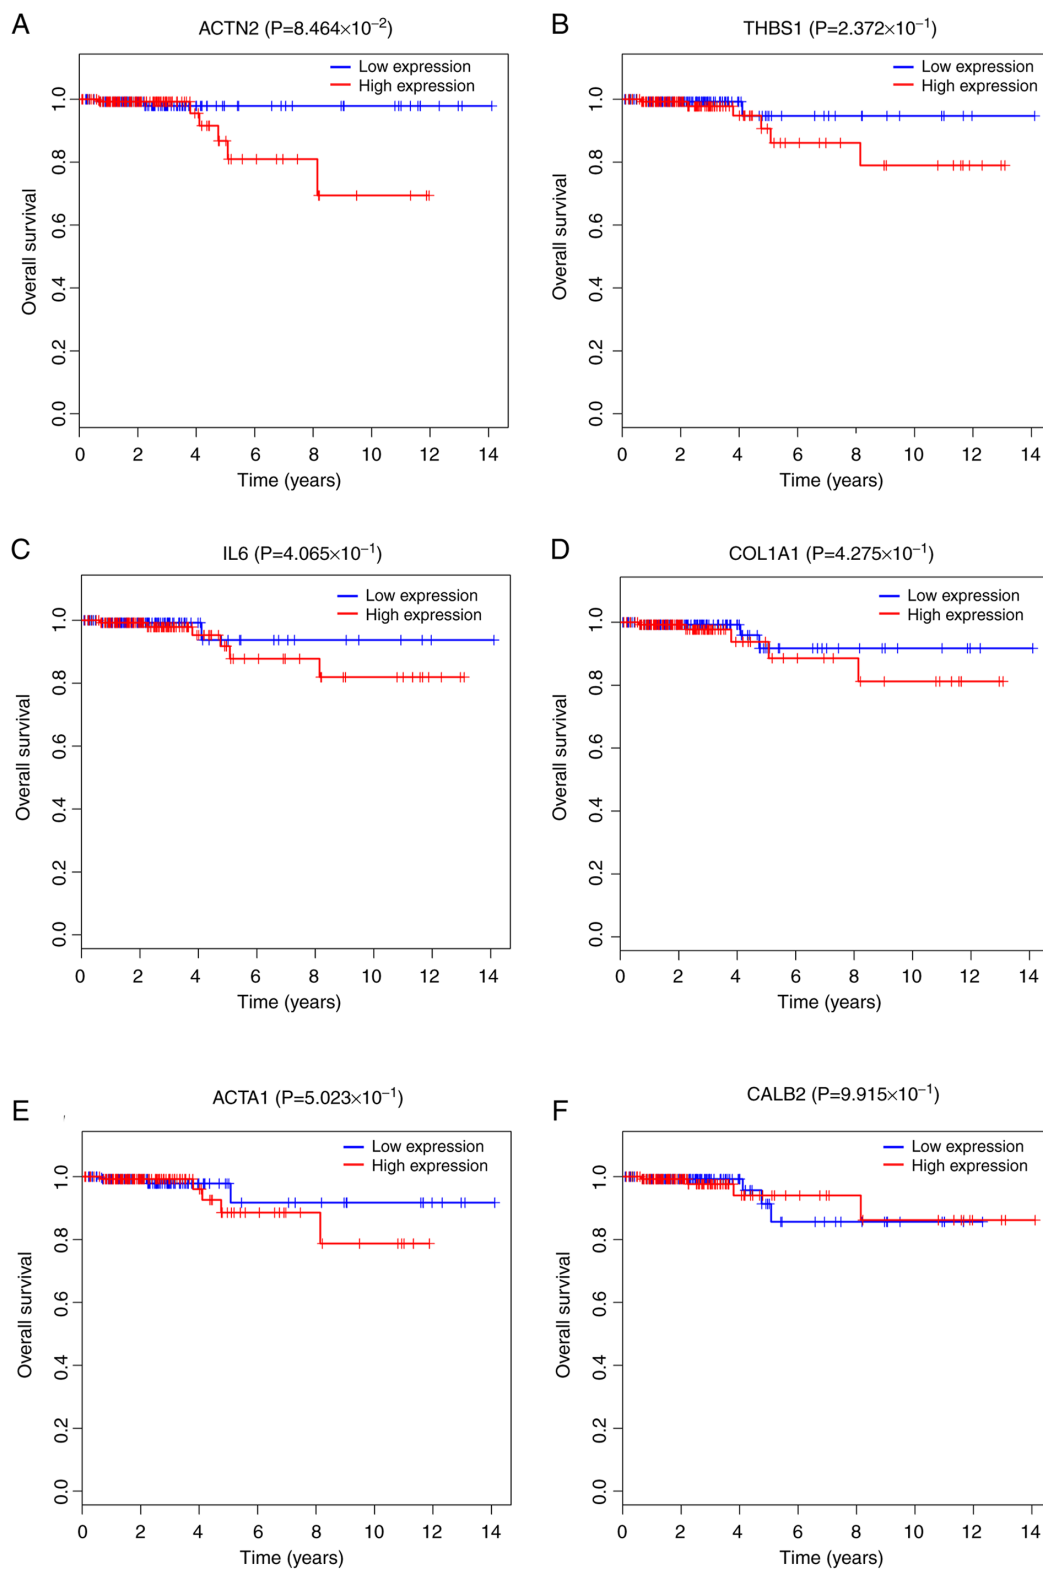 A
ACTN2 (P=8.464×10⁻²)
Low expression
High expression
Overall survival
1.0
0.8
0.6
0.4
0.2
0.0
0 2 4 6 8 10 12 14
Time (years)
B
THBS1 (P=2.372×10⁻¹)
Low expression
High expression
Overall survival
1.0
0.8
0.6
0.4
0.2
0.0
0 2 4 6 8 10 12 14
Time (years)
C
IL6 (P=4.065×10⁻¹)
Low expression
High expression
Overall survival
1.0
0.8
0.6
0.4
0.2
0.0
0 2 4 6 8 10 12 14
Time (years)
D
COL1A1 (P=4.275×10⁻¹)
Low expression
High expression
Overall survival
1.0
0.8
0.6
0.4
0.2
0.0
0 2 4 6 8 10 12 14
Time (years)
E
ACTA1 (P=5.023×10⁻¹)
Low expression
High expression
Overall survival
1.0
0.8
0.6
0.4
0.2
0.0
0 2 4 6 8 10 12 14
Time (years)
F
CALB2 (P=9.915×10⁻¹)
Low expression
High expression
Overall survival
1.0
0.8
0.6
0.4
0.2
0.0
0 2 4 6 8 10 12 14
Time (years)